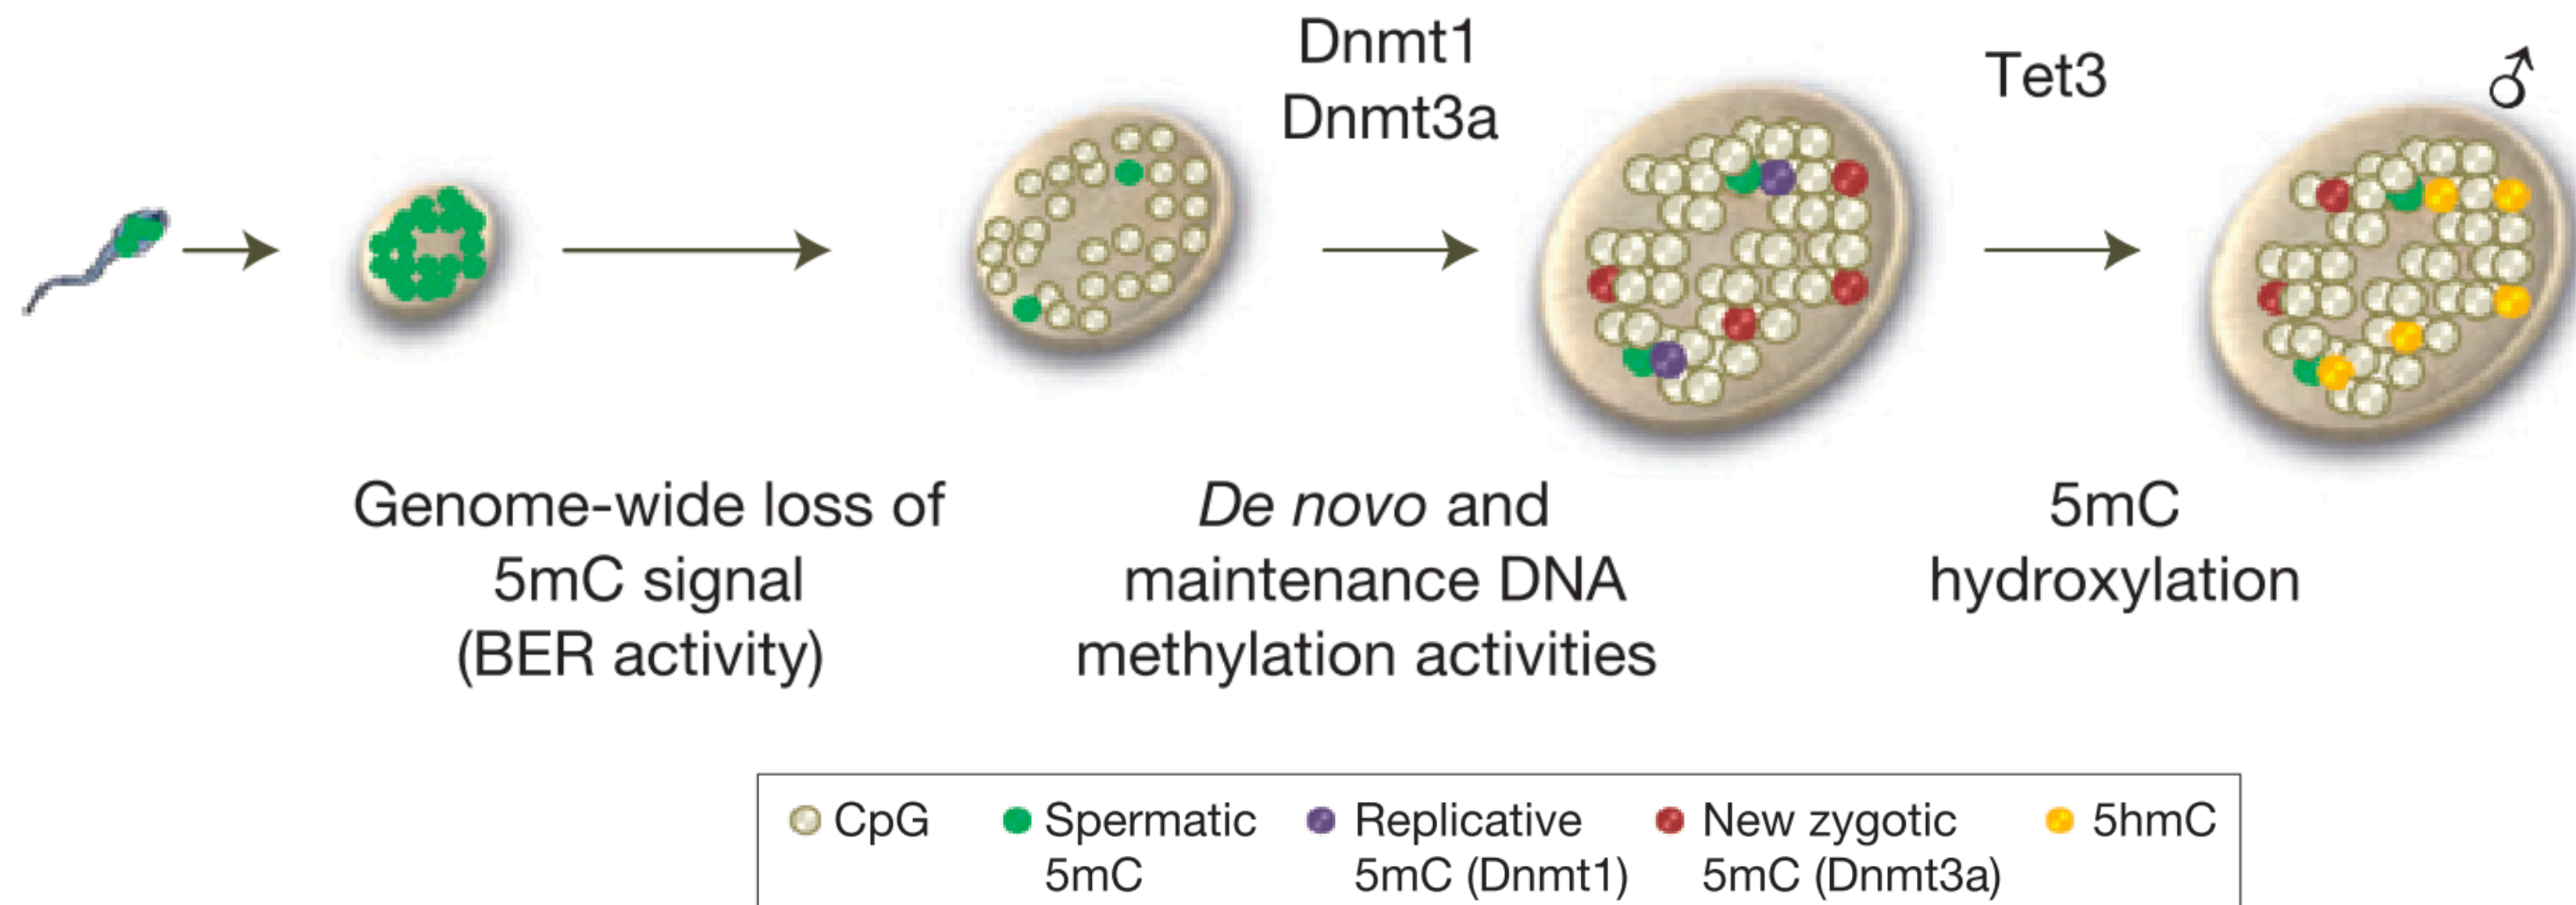 Dnmt1
Dnmt3a
Tet3
♂
Genome-wide loss of
5mC signal
(BER activity)
De novo and
maintenance DNA
methylation activities
5mC
hydroxylation
CpG
Spermatic
5mC
Replicative
5mC (Dnmt1)
New zygotic
5mC (Dnmt3a)
5hmC